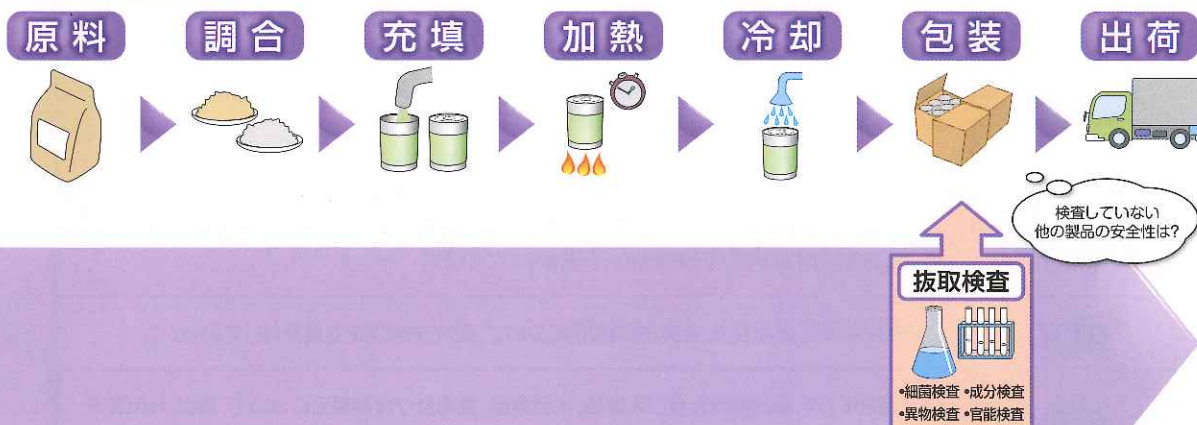 原料
調合
充填
加熱
冷却
包装
出荷
検査していない
他の製品の安全性は?
抜取検査
•細菌検査 •成分検査
•異物検査 •官能検査